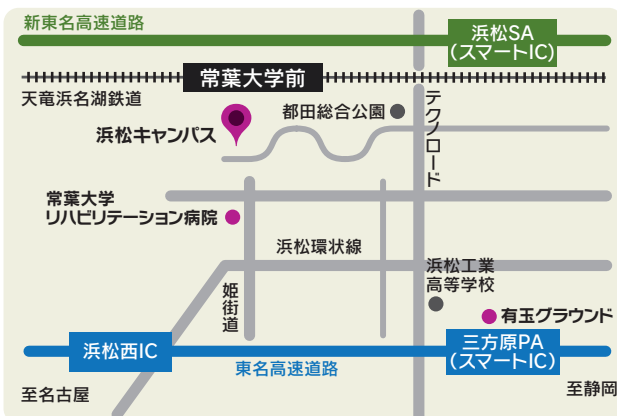 新東名高速道路
浜松SA
(スマートIC)
常葉大学前
天竜浜名湖鉄道
都田総合公園
テクノロード
浜松キャンパス
常葉大学
リハビリテーション病院
浜松環状線
浜松工業
高等学校
姫街道
有玉グラウンド
浜松西IC
三方原PA
(スマートIC)
東名高速道路
至名古屋
至静岡